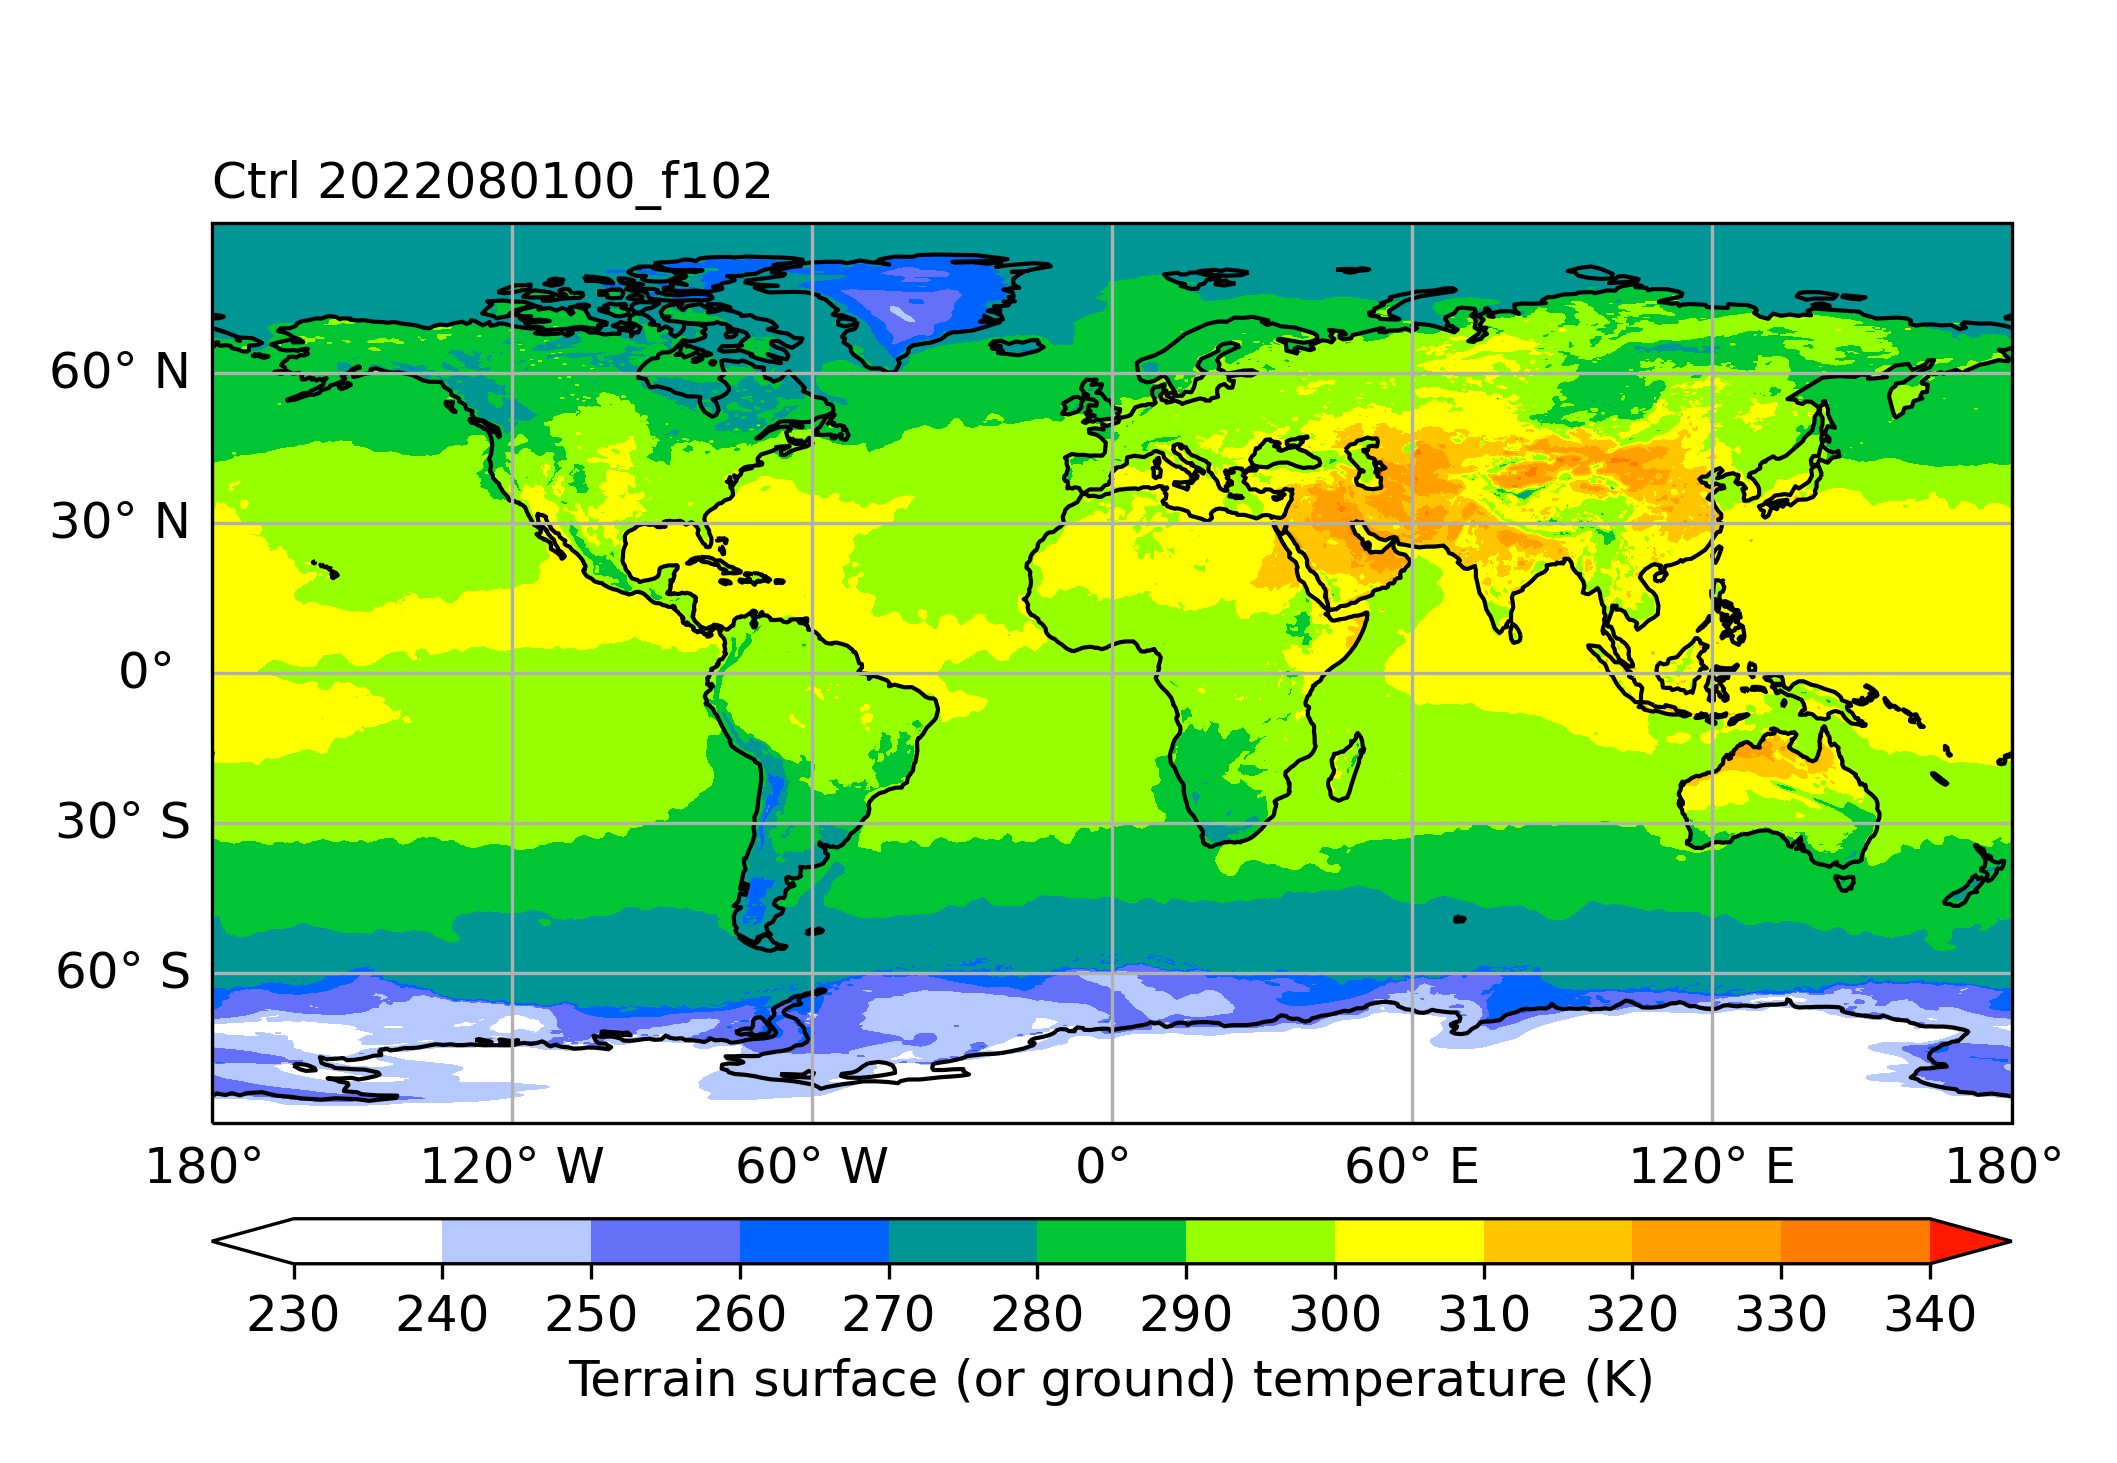 Ctrl 2022080100_f102
60° N
30° N
0°
30° S
60° S
180° 120° W 60° W 0° 60° E 120° E 180°
230 240 250 260 270 280 290 300 310 320 330 340
Terrain surface (or ground) temperature (K)